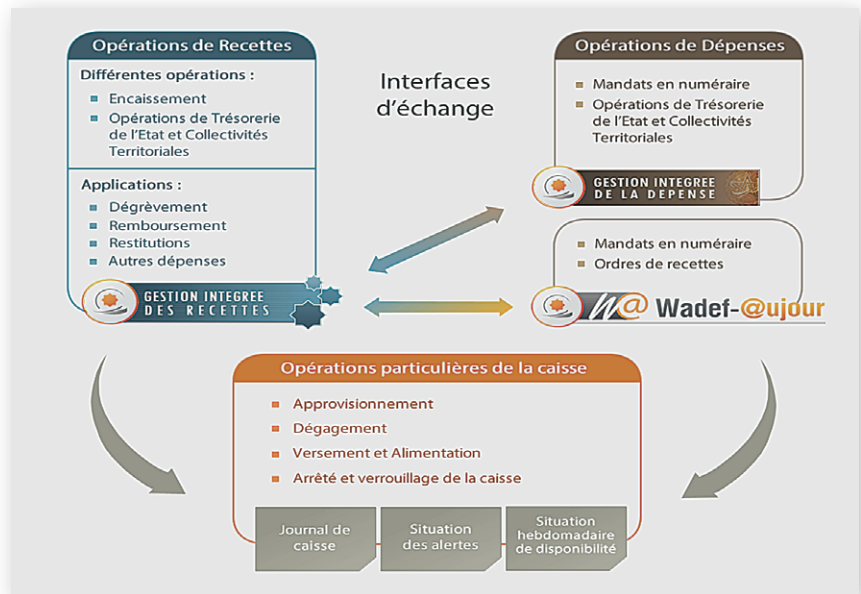 Opérations de Recettes
Différentes opérations :
Encaissement
Opérations de Trésorerie
de l'Etat et Collectivités
Territoriales
Applications :
Dégrèvement
Remboursement
Restitutions
Autres dépenses
GESTION INTEGREE
DES RECETTES
Interfaces
d'échange
Opérations de Dépenses
Mandats en numéraire
Opérations de Trésorerie
de l'Etat et Collectivités
Territoriales
GESTION INTEGREE
DE LA DEPENSE
Mandats en numéraire
Ordres de recettes
W@ Wadef-@ujour
Opérations particulières de la caisse
Approvisionnement
Dégagement
Versement et Alimentation
Arrêté et verrouillage de la caisse
Journal de
caisse
Situation
des alertes
Situation
hebdomadaire
de disponibilité